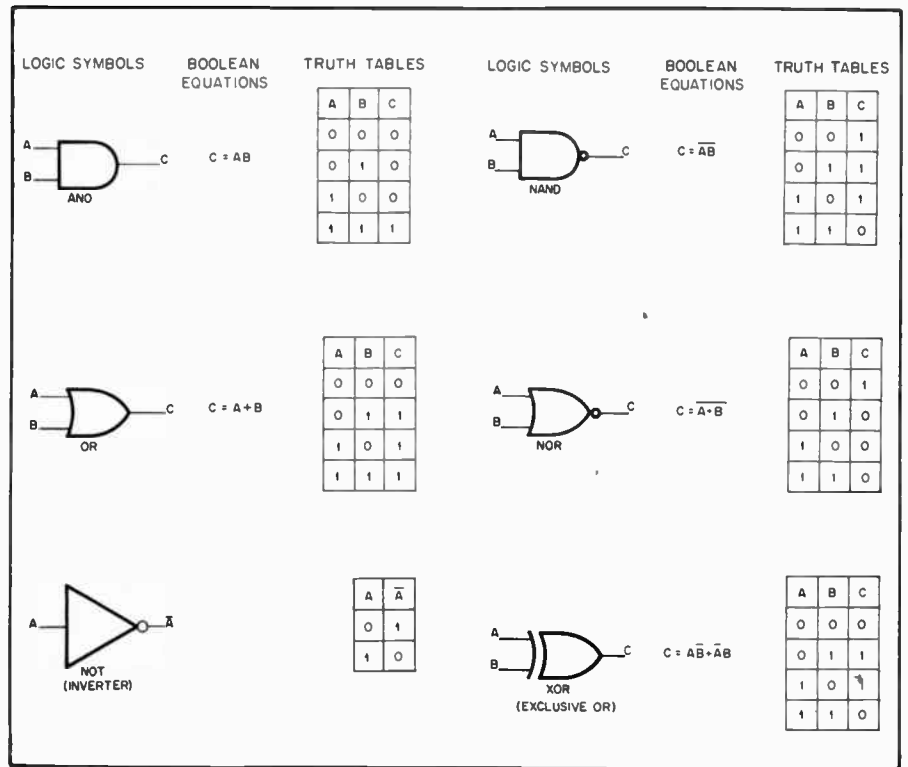 LOGIC SYMBOLS BOOLEAN EQUATIONS TRUTH TABLES
A B C
0 0 0
0 1 0
1 0 0
1 1 1
A
B
C
ANO
C = AB
LOGIC SYMBOLS BOOLEAN EQUATIONS TRUTH TABLES
A B C
0 0 1
0 1 1
1 0 1
1 1 0
A
B
C
NAND
C = A̅B̅
A B C
0 0 0
0 1 1
1 0 1
1 1 1
A
B
C
OR
C = A+B
A B C
0 0 1
0 1 0
1 0 0
1 1 0
A
B
C
NOR
C = A̅+̅B̅
A
A̅
NOT
(INVERTER)
A A̅
0 1
1 0
A
B
C
XOR
(EXCLUSIVE OR)
C = AB̅+A̅B
A B C
0 0 0
0 1 1
1 0 1
1 1 0